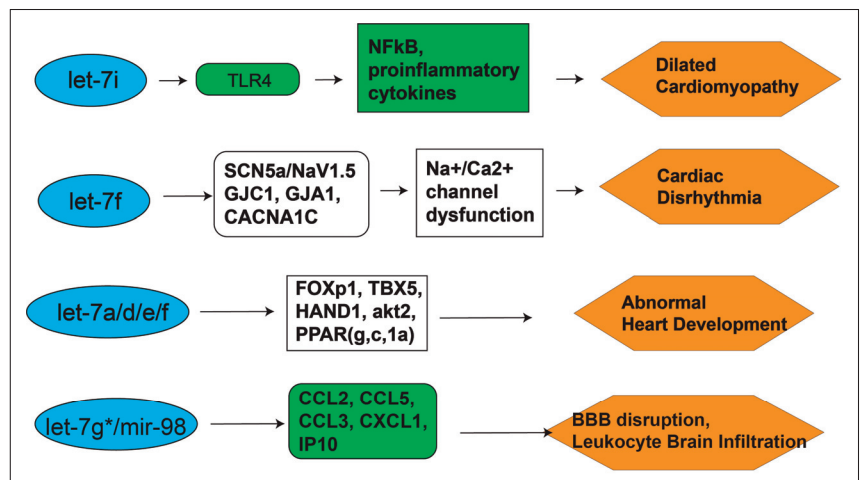 let-7i
TLR4
NFkB,
proinflammatory
cytokines
Dilated
Cardiomyopathy
let-7f
SCN5a/NaV1.5
GJC1, GJA1,
CACNA1C
Na+/Ca2+
channel
dysfunction
Cardiac
Disrhythmia
let-7a/d/e/f
FOXp1, TBX5,
HAND1, akt2,
PPAR(g,c,1a)
Abnormal
Heart Development
let-7g*/mir-98
CCL2, CCL5,
CCL3, CXCL1,
IP10
BBB disruption,
Leukocyte Brain Infiltration